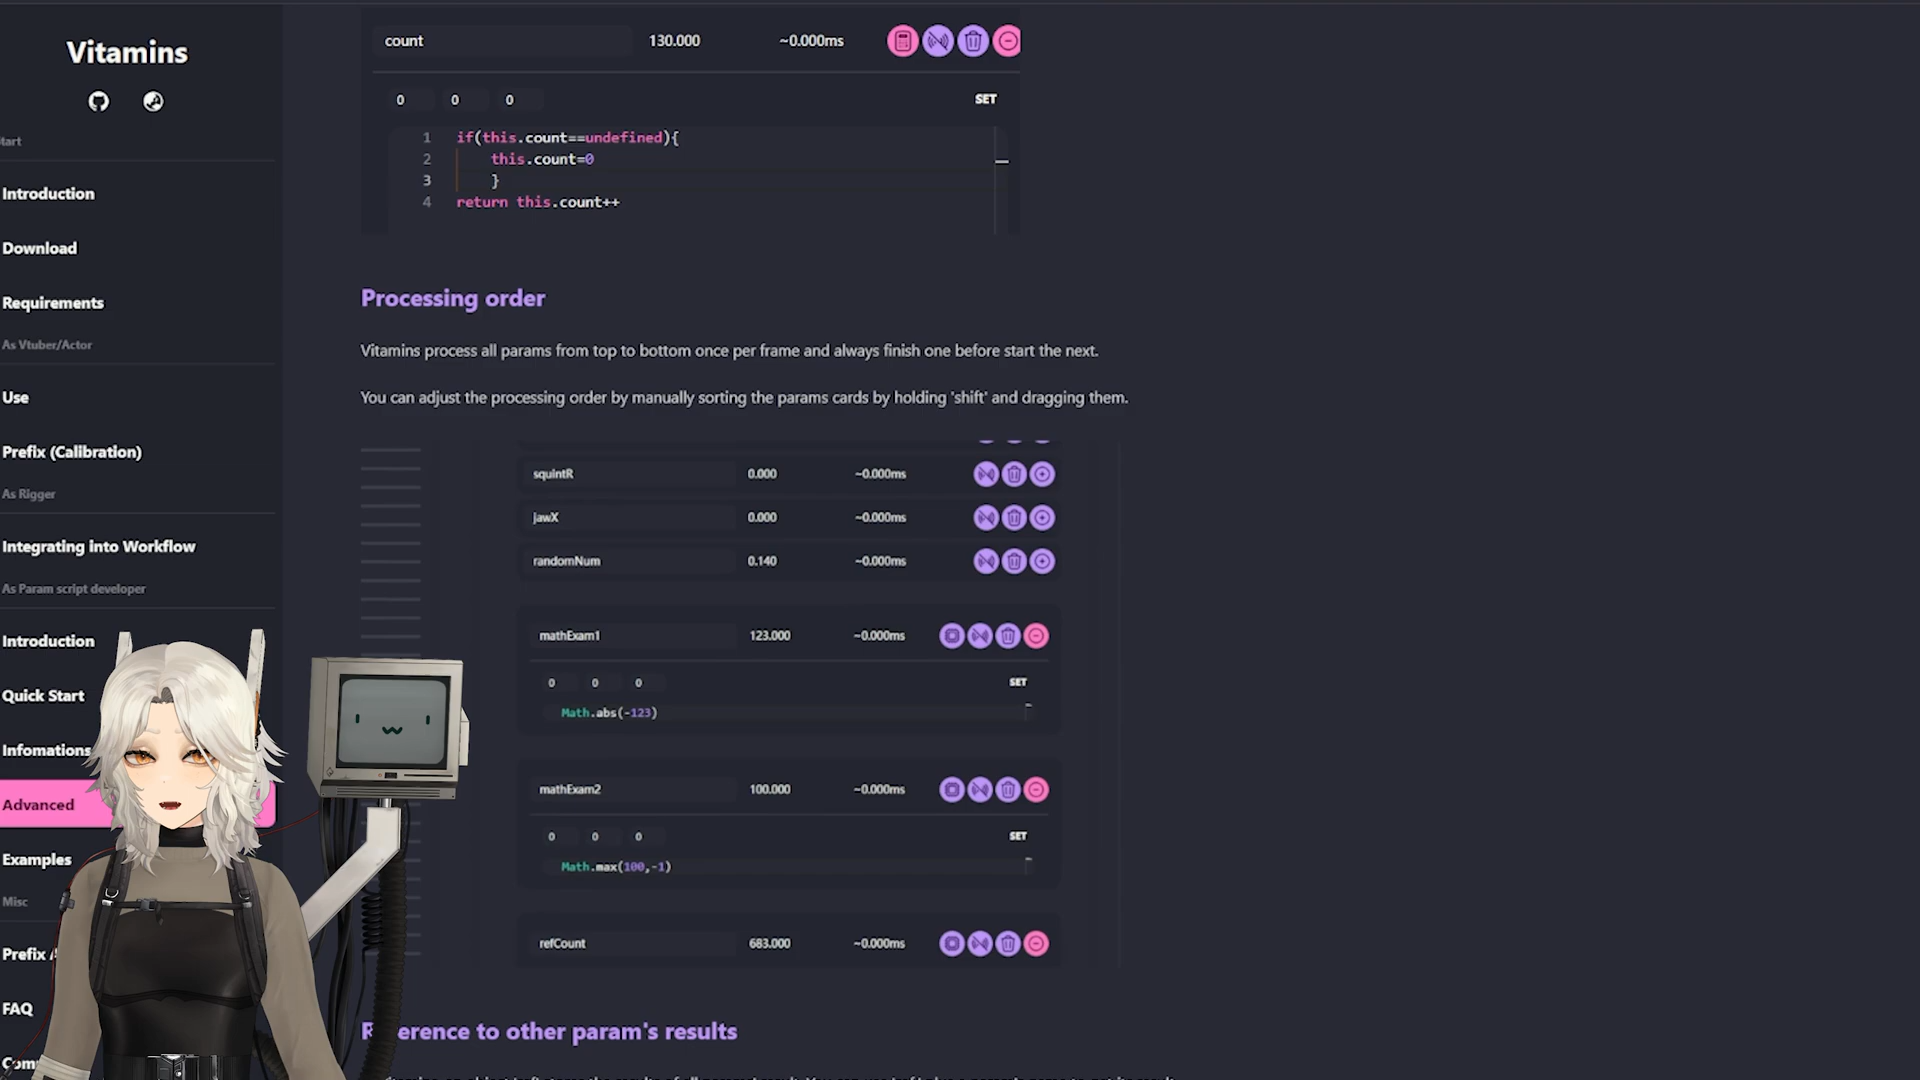 Vitamins
tart
Introduction
Download
Requirements
As Vtuber/Actor
Use
Prefix (Calibration)
As Rigger
Integrating into Workflow
As Param script developer
Introduction
Quick Start
Infomations
Advanced
Examples
Misc
Prefix
FAQ
count 130.000 ~0.000ms
0 0 0 SET
1 if(this.count==undefined){
2 this.count=0
3 }
4 return this.count++
Processing order
Vitamins process all params from top to bottom once per frame and always finish one before start the next.
You can adjust the processing order by manually sorting the params cards by holding 'shift' and dragging them.
squintR 0.000 ~0.000ms
jawX 0.000 ~0.000ms
randomNum 0.140 ~0.000ms
mathExam1 123.000 ~0.000ms
0 0 0 SET
Math.abs(-123)
mathExam2 100.000 ~0.000ms
0 0 0 SET
Math.max(100,-1)
refCount 683.000 ~0.000ms
to other param's results